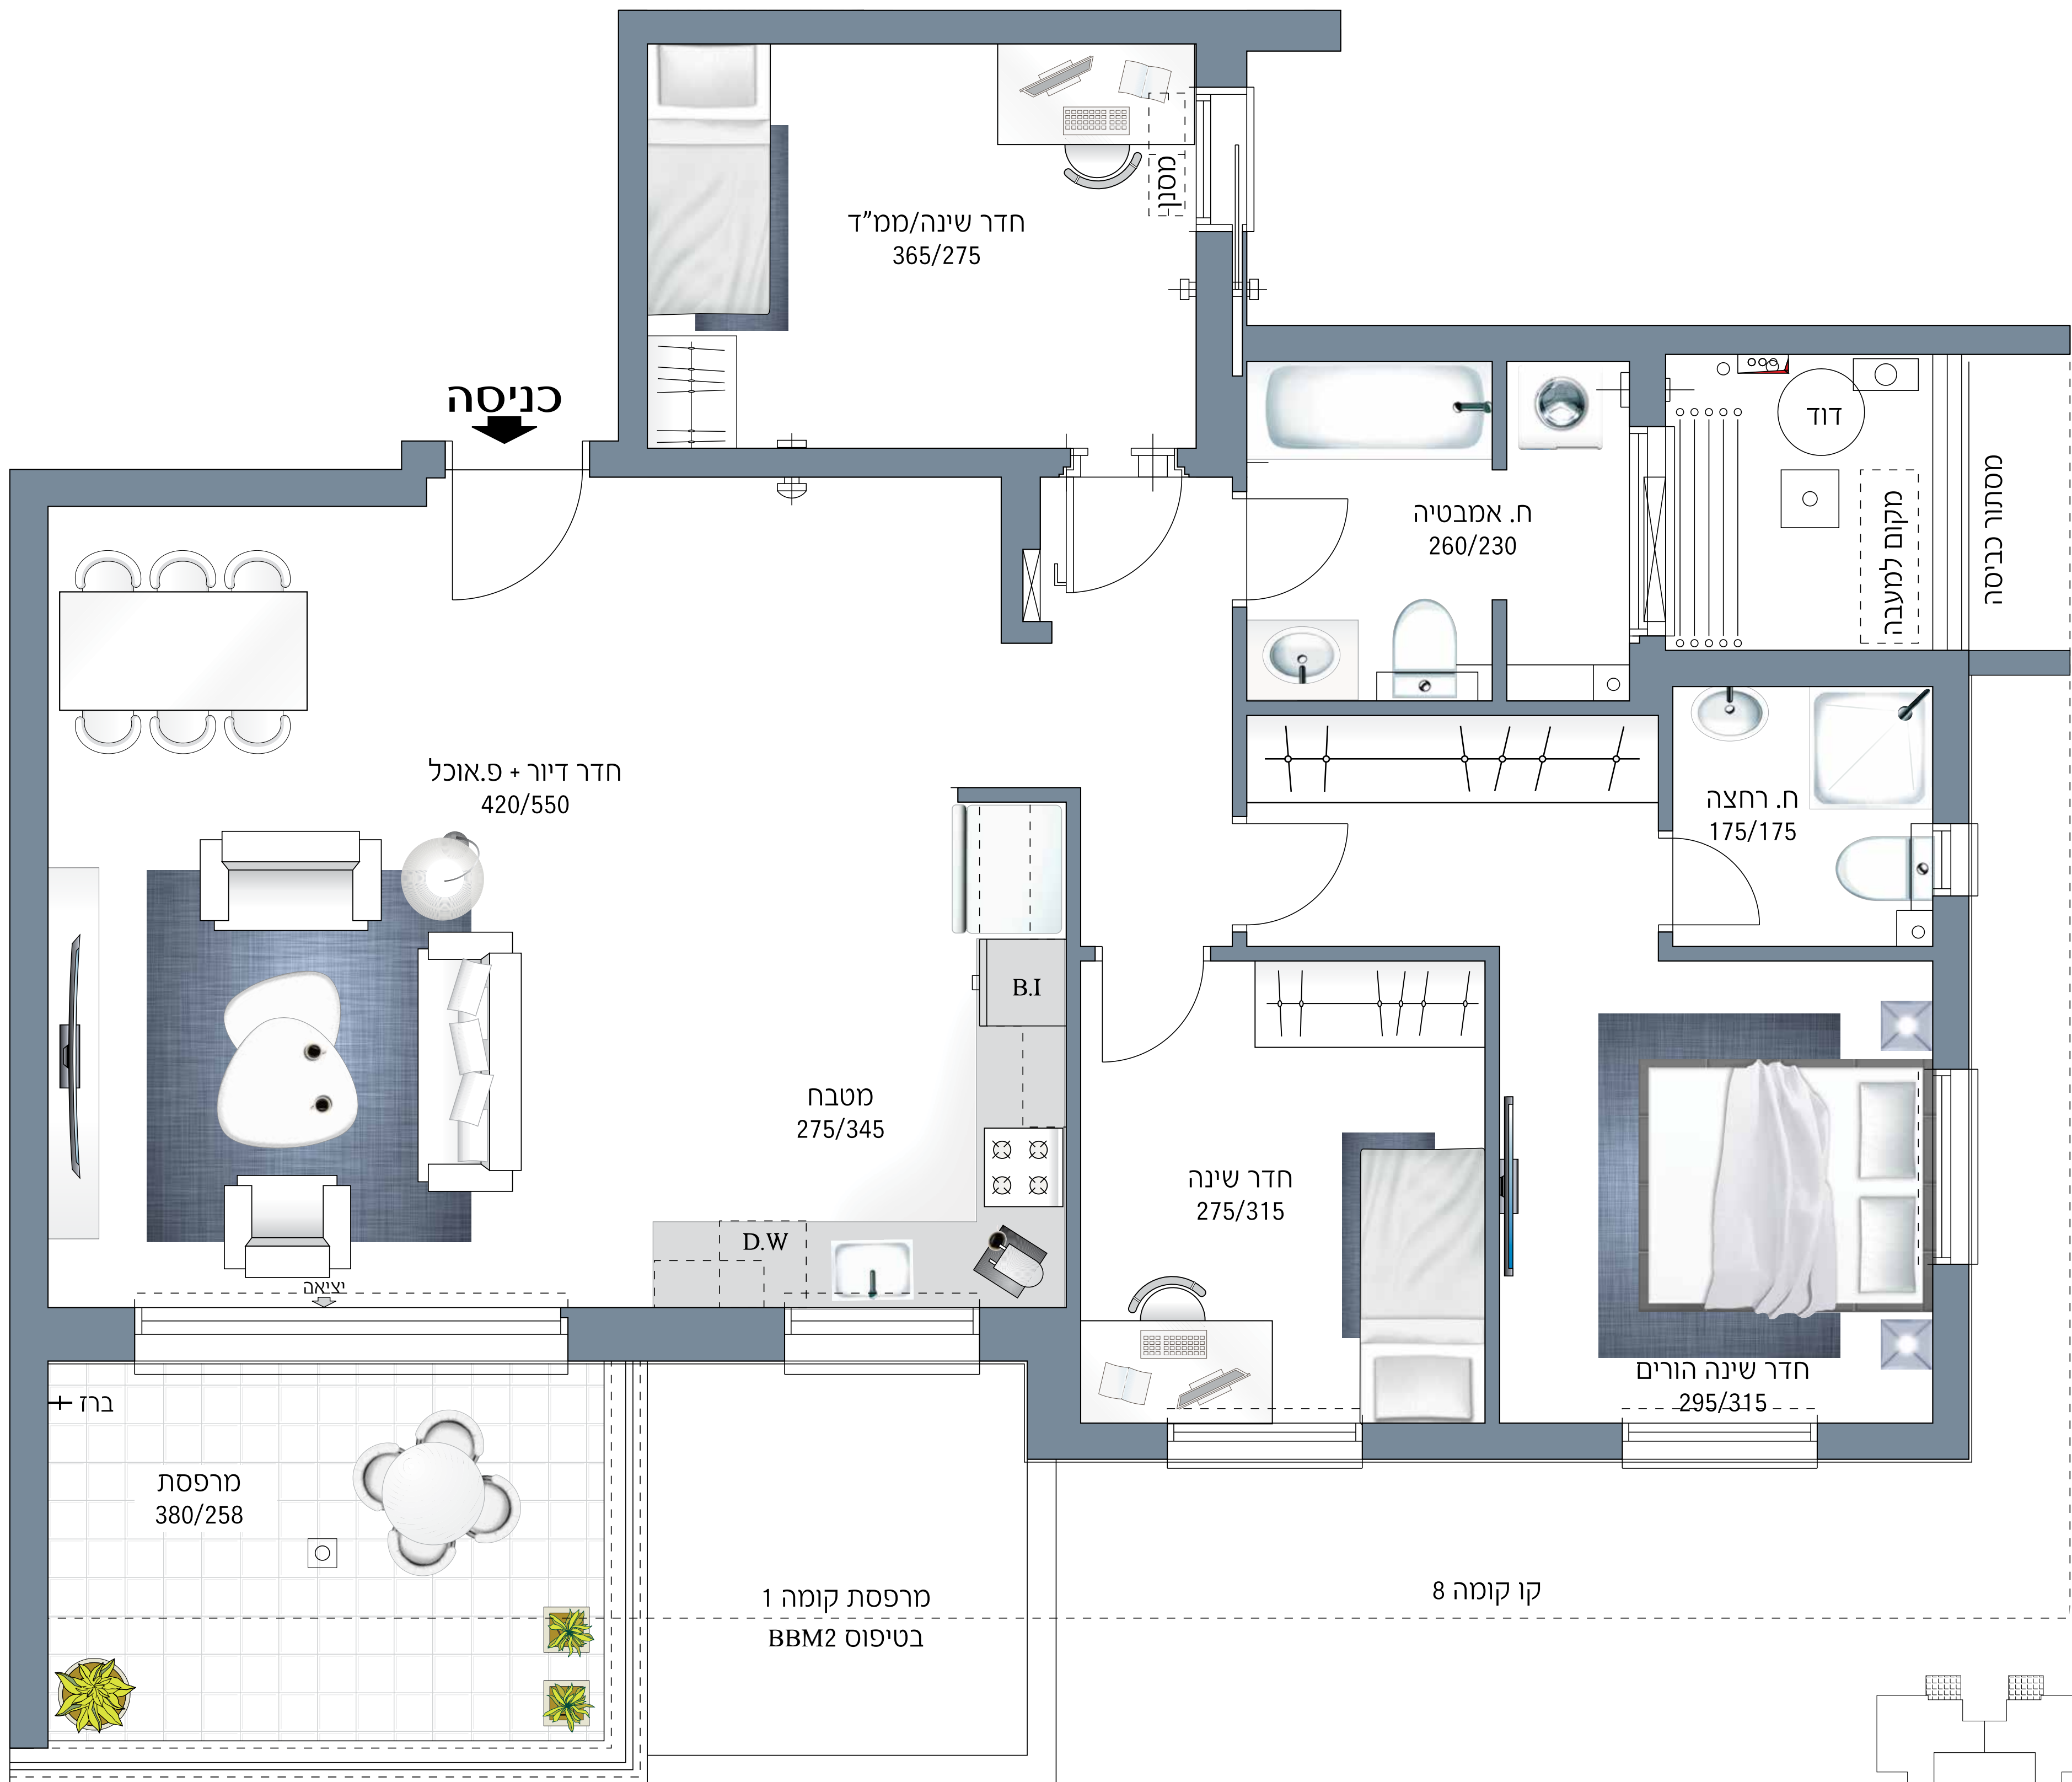 חדר שינה/ממ"ד
365/275
מסנן
כניסה
דוד
מקום למעבה
מסתור כביסה
ח. אמבטיה
260/230
חדר דיור + פ.אוכל
420/550
ח. רחצה
175/175
B.I
מטבח
275/345
D.W
חדר שינה
275/315
חדר שינה הורים
295/315
יציאה
ברז
מרפסת
380/258
מרפסת קומה 1
בטיפוס BBM2
קו קומה 8